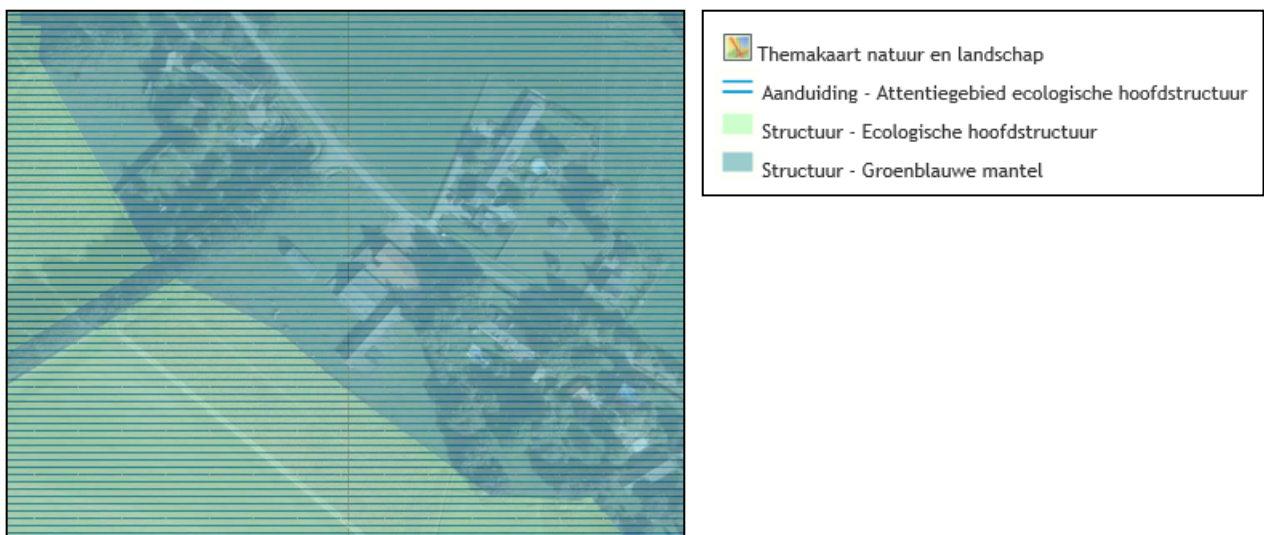 Themakaart natuur en landschap
Aanduiding - Attentiegebied ecologische hoofdstructuur
Structuur - Ecologische hoofdstructuur
Structuur - Groenblauwe mantel